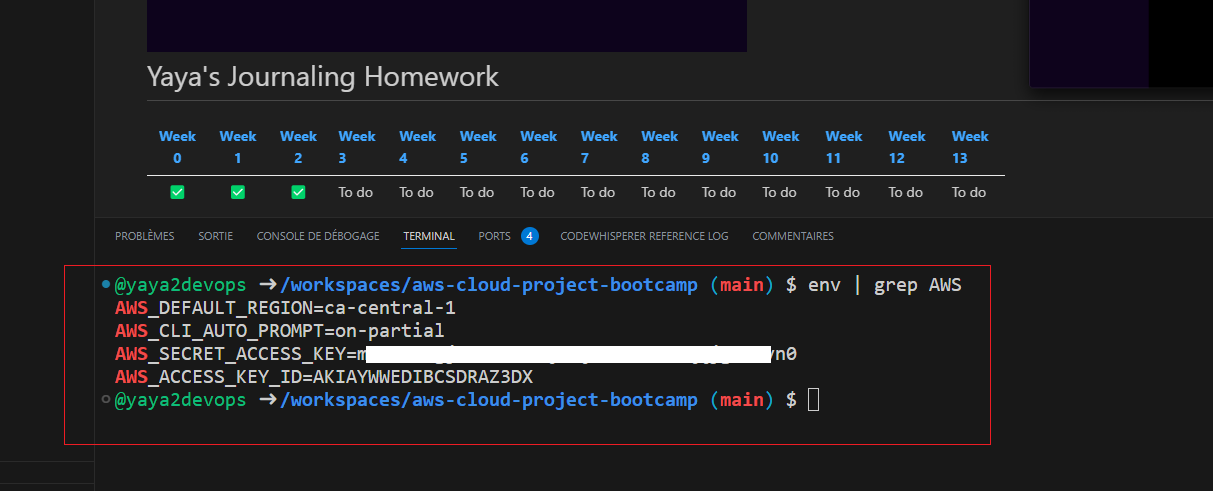 Yaya's Journaling Homework
Week 0 Week 1 Week 2 Week 3 Week 4 Week 5 Week 6 Week 7 Week 8 Week 9 Week 10 Week 11 Week 12 Week 13
✅ ✅ ✅ To do To do To do To do To do To do To do To do To do To do To do
PROBLÈMES SORTIE CONSOLE DE DÉBOGAGE TERMINAL PORTS 4 CODEWHISPERER REFERENCE LOG COMMENTAIRES
@yaya2devops ➜ /workspaces/aws-cloud-project-bootcamp (main) $ env | grep AWS
AWS_DEFAULT_REGION=ca-central-1
AWS_CLI_AUTO_PROMPT=on-partial
AWS_SECRET_ACCESS_KEY=
AWS_ACCESS_KEY_ID=AKIAYWWEDIBCSDRAZ3DX
@yaya2devops ➜ /workspaces/aws-cloud-project-bootcamp (main) $